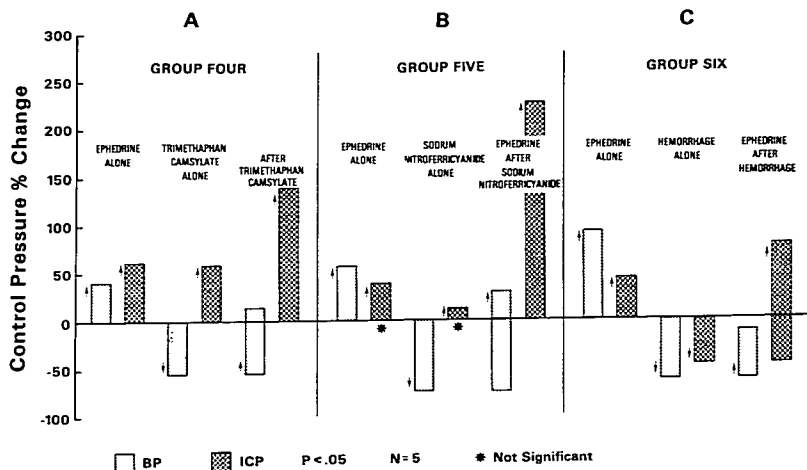 A B C
GROUP FOUR GROUP FIVE GROUP SIX
Control Pressure % Change
300
250
200
150
100
50
0
-50
-100
EPHEDRINE
ALONE
TRIMETHAPHAN
CAMSYLATE
ALONE
AFTER
TRIMETHAPHAN
CAMSYLATE
EPHEDRINE
ALONE
SODIUM
NITROFERRICYANIDE
ALONE
EPHEDRINE
AFTER
SODIUM
NITROFERRICYANIDE
EPHEDRINE
ALONE
HEMORRHAGE
ALONE
EPHEDRINE
AFTER
HEMORRHAGE
BP ICP P<.05 N=5 * Not Significant